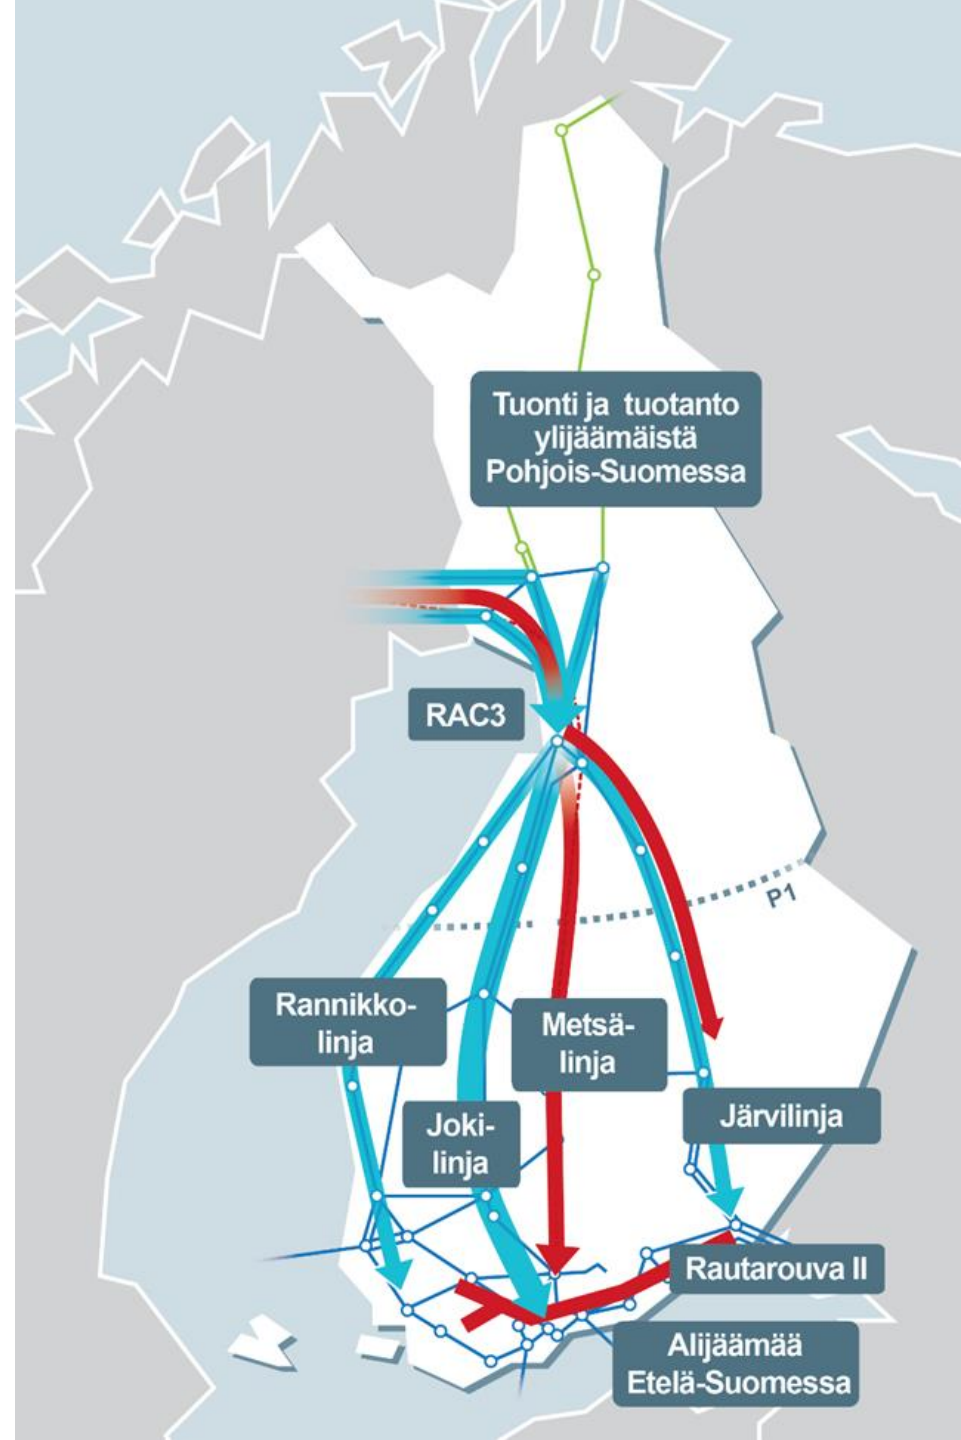 Tuonti ja tuotanto
ylijäämäistä
Pohjois-Suomessa
RAC3
P1
Rannikko-
linja
Metsä-
linja
Joki-
linja
Järvilinja
Rautarouva II
Alijäämää
Etelä-Suomessa